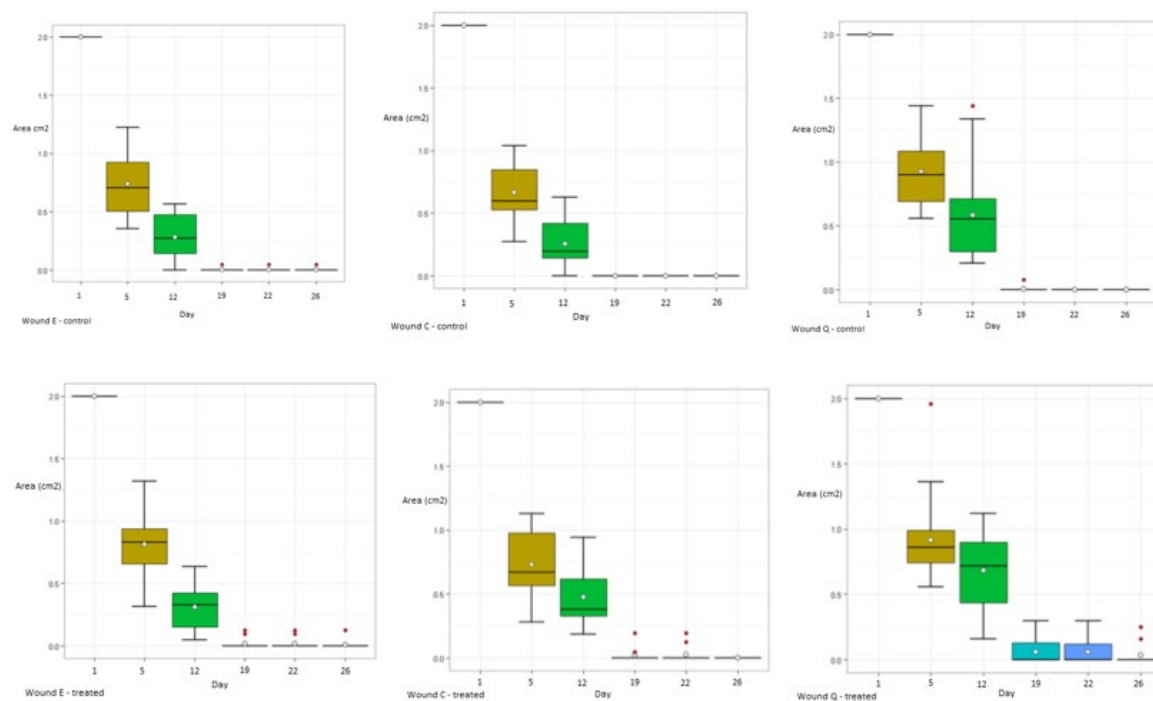 2.0
1.5
Area cm2
1.0
0.5
0.0
1 5 12 19 22 26
Day
Wound E - control
2.0
1.5
Area (cm2)
1.0
0.5
0.0
1 5 12 19 22 26
Day
Wound C - control
2.0
1.5
Area (cm2)
1.0
0.5
0.0
1 5 12 19 22 26
Day
Wound Q - control
2.0
1.5
Area (cm2)
1.0
0.5
0.0
1 5 12 19 22 26
Day
Wound E - treated
2.0
1.5
Area (cm2)
1.0
0.5
0.0
1 5 12 19 22 26
Day
Wound C - treated
2.0
1.5
Area (cm2)
1.0
0.5
0.0
1 5 12 19 22 26
Day
Wound Q - treated